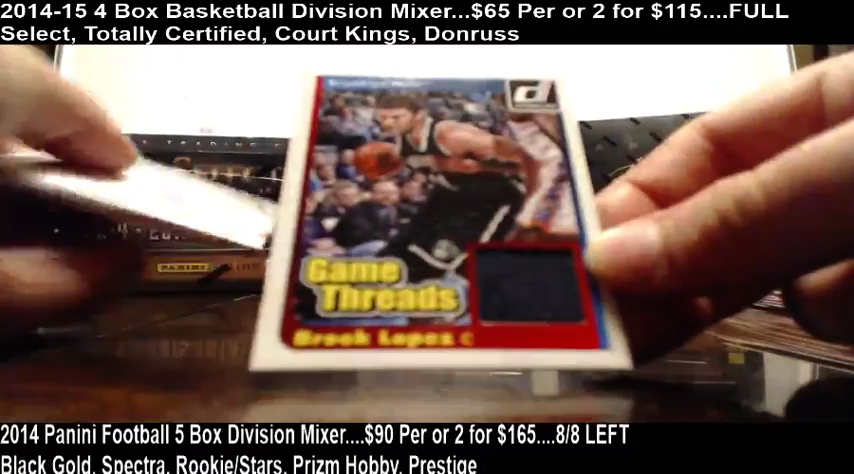 2014-15 4 Box Basketball Division Mixer...$65 Per or 2 for $115....FULL
Select, Totally Certified, Court Kings, Donruss
d
Game
Threads
Brook Lopez C
PANINI
2014 Panini Football 5 Box Division Mixer....$90 Per or 2 for $165....8/8 LEFT
Black Gold, Spectra, Rookie/Stars, Prizm Hobby, Prestige